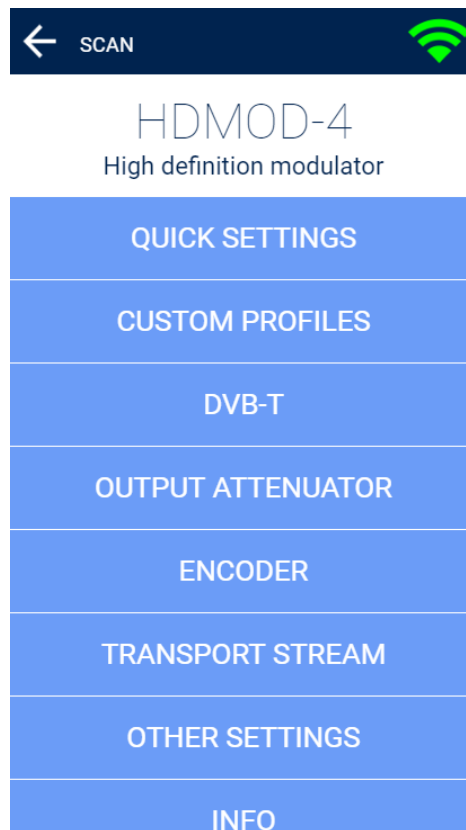 SCAN
HDMOD-4
High definition modulator
QUICK SETTINGS
CUSTOM PROFILES
DVB-T
OUTPUT ATTENUATOR
ENCODER
TRANSPORT STREAM
OTHER SETTINGS
INFO